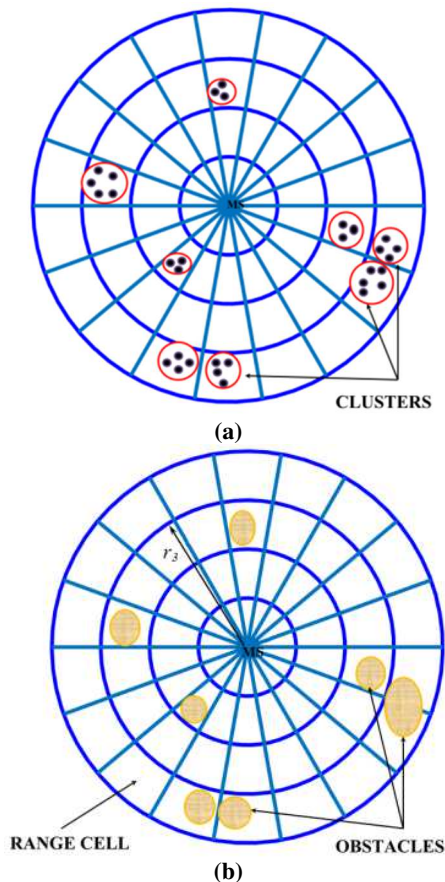 MS
CLUSTERS
(a)
r3
MS
RANGE CELL
OBSTACLES
(b)